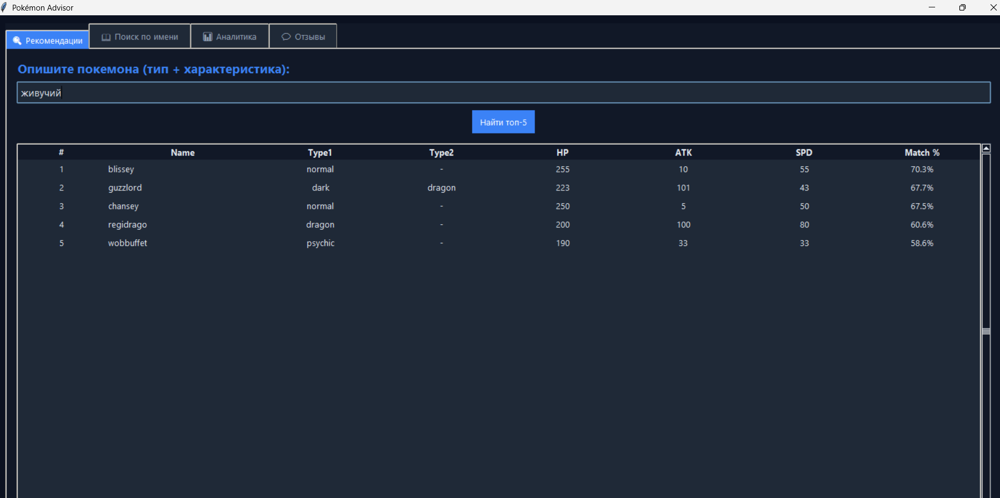 Pokémon Advisor
Рекомендации Поиск по имени Аналитика Отзывы
Опишите покемона (тип + характеристика):
живучий
Найти топ-5
# Name Type1 Type2 HP ATK SPD Match %
1 blissey normal - 255 10 55 70.3%
2 guzzlord dark dragon 223 101 43 67.7%
3 chansey normal - 250 5 50 67.5%
4 regidrago dragon - 200 100 80 60.6%
5 wobbuffet psychic - 190 33 33 58.6%